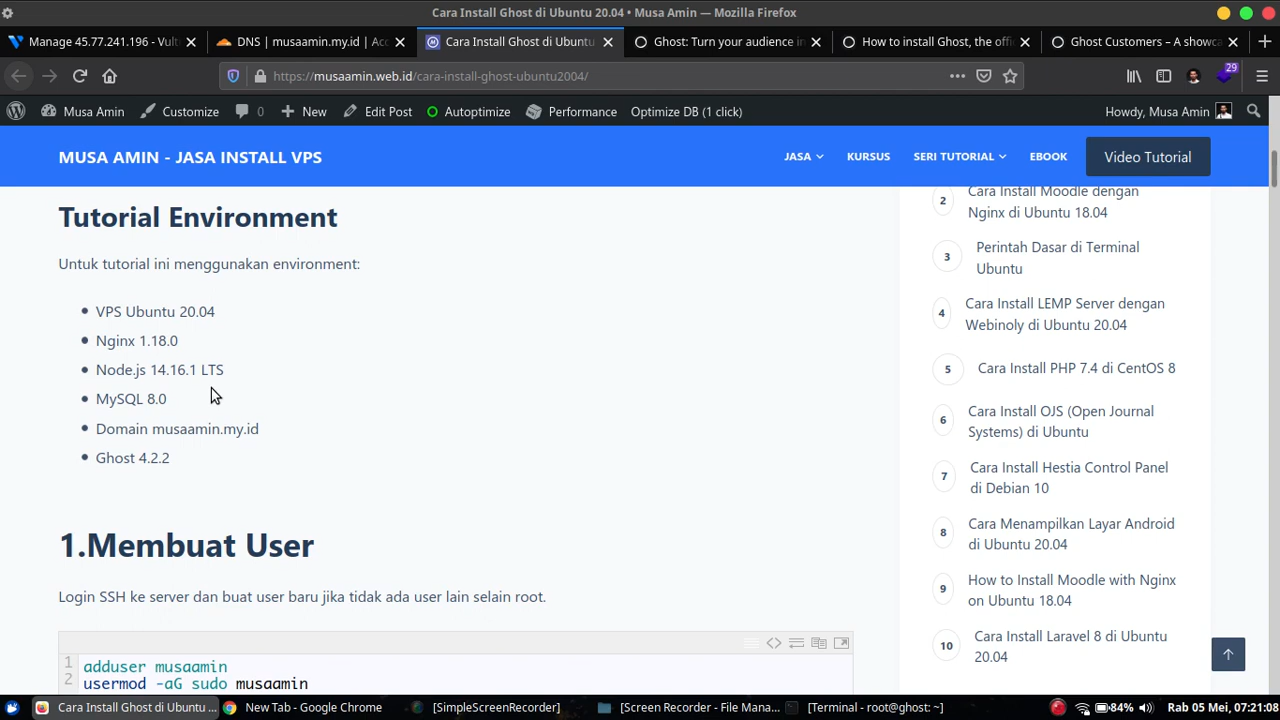 Cara Install Ghost di Ubuntu 20.04 • Musa Amin — Mozilla Firefox
Manage 45.77.241.196 - Vult
DNS | musaamin.my.id | Acc
Cara Install Ghost di Ubuntu
Ghost: Turn your audience in
How to install Ghost, the offi
Ghost Customers – A showca
https://musaamin.web.id/cara-install-ghost-ubuntu2004/
29
Musa Amin
Customize
0
New
Edit Post
Autoptimize
Performance
Optimize DB (1 click)
Howdy, Musa Amin
MUSA AMIN - JASA INSTALL VPS
JASA
KURSUS
SERI TUTORIAL
EBOOK
Video Tutorial
Tutorial Environment
Untuk tutorial ini menggunakan environment:
VPS Ubuntu 20.04
Nginx 1.18.0
Node.js 14.16.1 LTS
MySQL 8.0
Domain musaamin.my.id
Ghost 4.2.2
1.Membuat User
Login SSH ke server dan buat user baru jika tidak ada user lain selain root.
1 adduser musaamin
2 usermod -aG sudo musaamin
2 Cara Install Moodle dengan
Nginx di Ubuntu 18.04
3 Perintah Dasar di Terminal
Ubuntu
4 Cara Install LEMP Server dengan
Webinoly di Ubuntu 20.04
5 Cara Install PHP 7.4 di CentOS 8
6 Cara Install OJS (Open Journal
Systems) di Ubuntu
7 Cara Install Hestia Control Panel
di Debian 10
8 Cara Menampilkan Layar Android
di Ubuntu 20.04
9 How to Install Moodle with Nginx
on Ubuntu 18.04
10 Cara Install Laravel 8 di Ubuntu
20.04
Cara Install Ghost di Ubuntu ...
New Tab - Google Chrome
[SimpleScreenRecorder]
[Screen Recorder - File Mana...
[Terminal - root@ghost: ~]
84%
Rab 05 Mei, 07:21:08